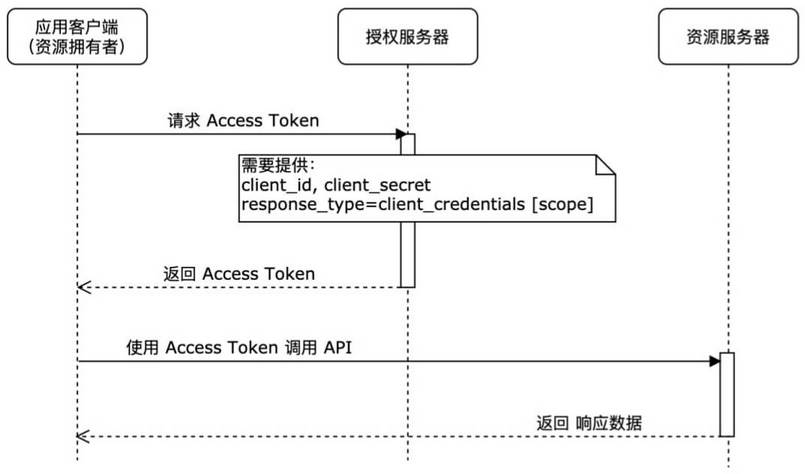 应用客户端
(资源拥有者)
授权服务器
资源服务器
请求 Access Token
需要提供:
client_id, client_secret
response_type=client_credentials [scope]
返回 Access Token
使用 Access Token 调用 API
返回 响应数据